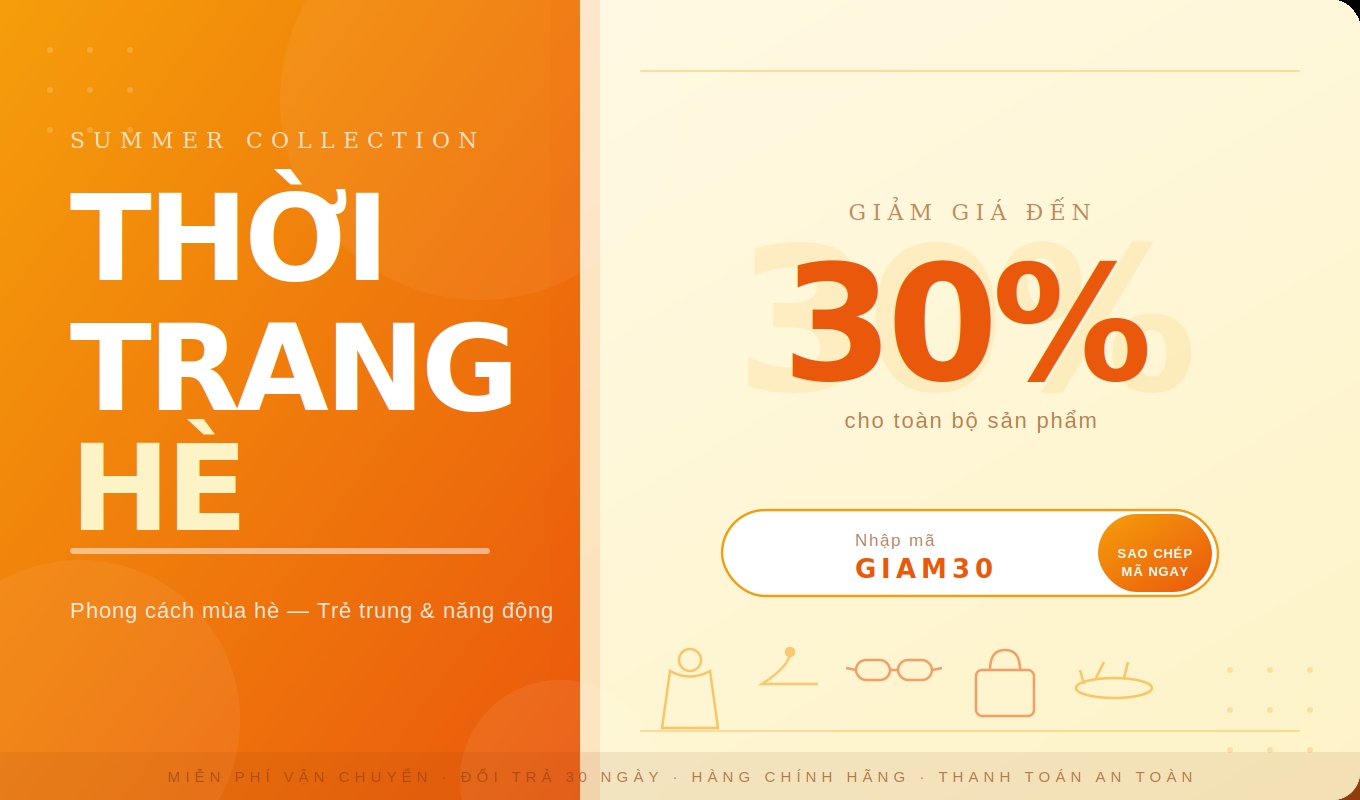 SUMMER COLLECTION
THỜI
TRANG
HÈ
Phong cách mùa hè — Trẻ trung & năng động
GIẢM GIÁ ĐẾN
30%
cho toàn bộ sản phẩm
Nhập mã
GIAM30
SAO CHÉP
MÃ NGAY
MIỄN PHÍ VẬN CHUYỂN · ĐỔI TRẢ 30 NGÀY · HÀNG CHÍNH HÃNG · THANH TOÁN AN TOÀN